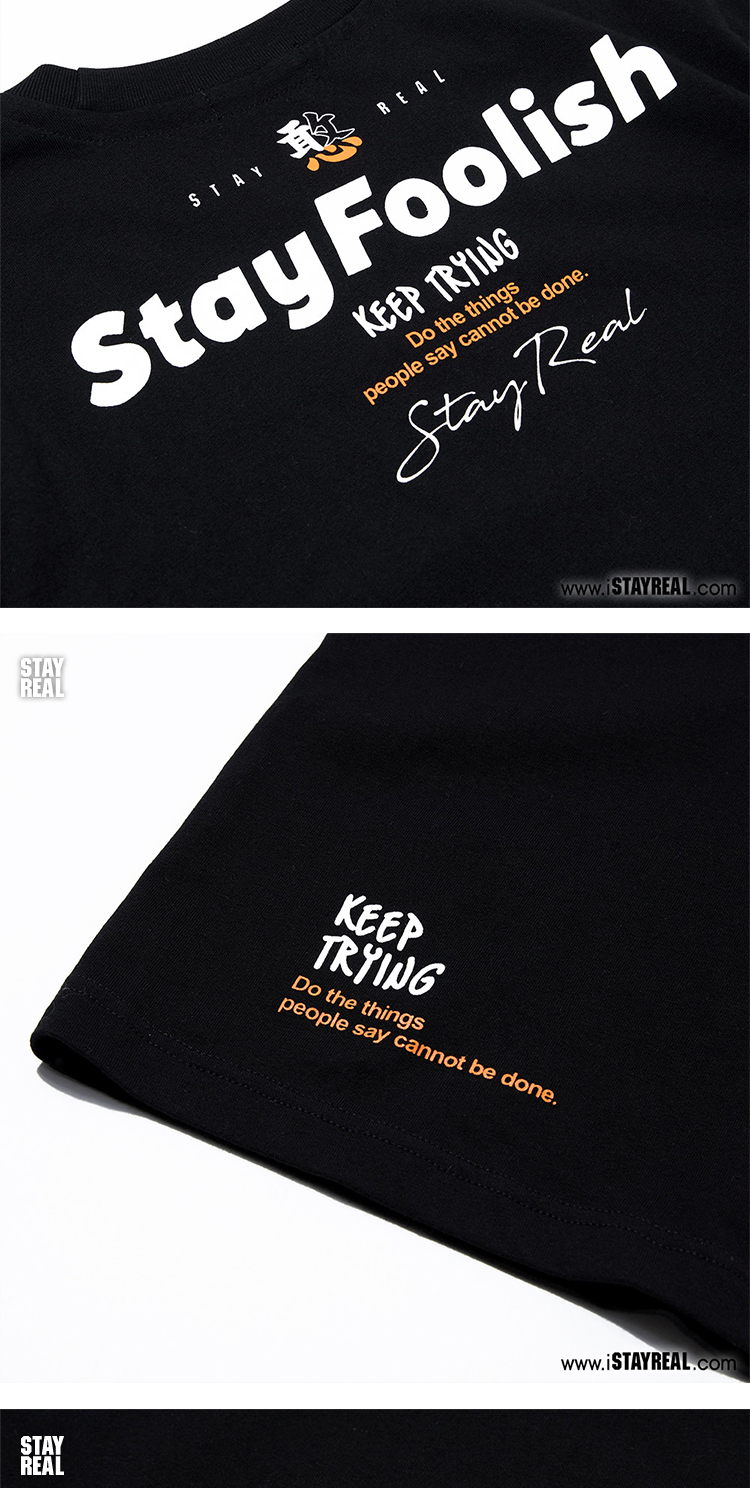 STAY 憨 REAL
StayFoolish
KEEP TRYING
Do the things
people say cannot be done.
Stay Real
www.iSTAYREAL.com
STAY
REAL
KEEP
TRYING
Do the things
people say cannot be done.
www.iSTAYREAL.com
STAY
REAL